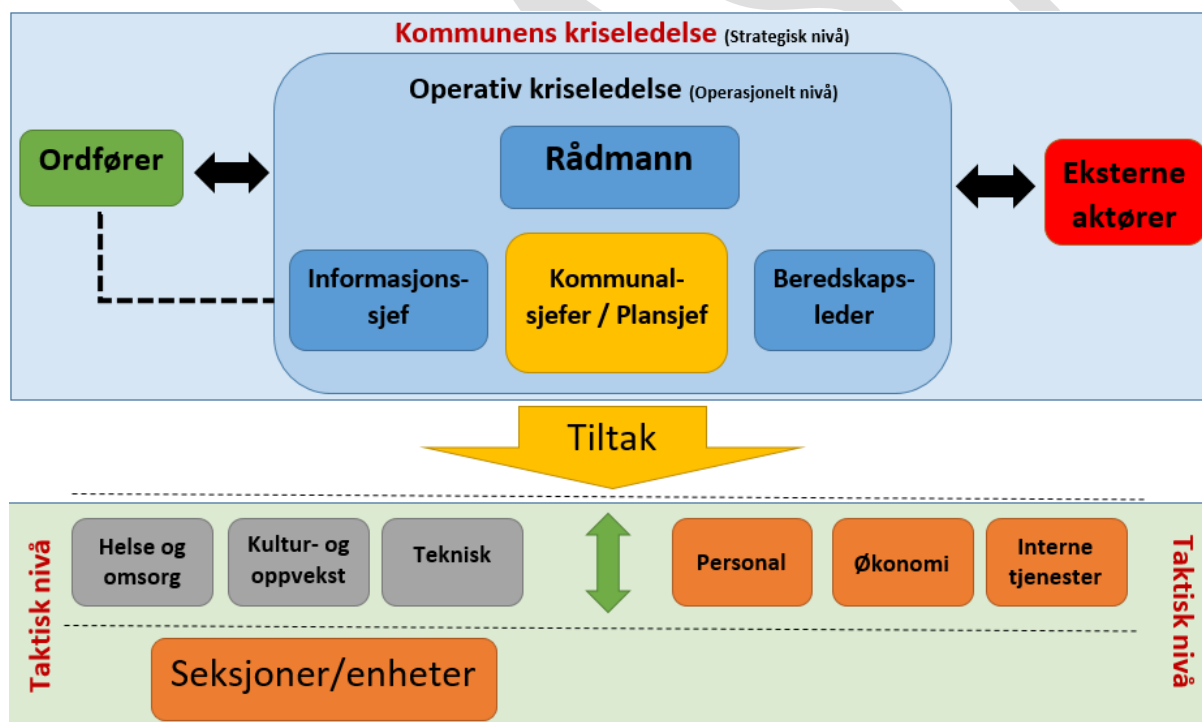 Kommunens kriseledelse (Strategisk nivå)
Operativ kriseledelse (Operasjonelt nivå)
Ordfører
Rådmann
Eksterne
aktører
Informasjons-
sjef
Kommunal-
sjefer / Plansjef
Beredskaps-
leder
Tiltak
Taktisk nivå
Helse og
omsorg
Kultur- og
oppvekst
Teknisk
Personal
Økonomi
Interne
tjenester
Taktisk nivå
Seksjoner/enheter